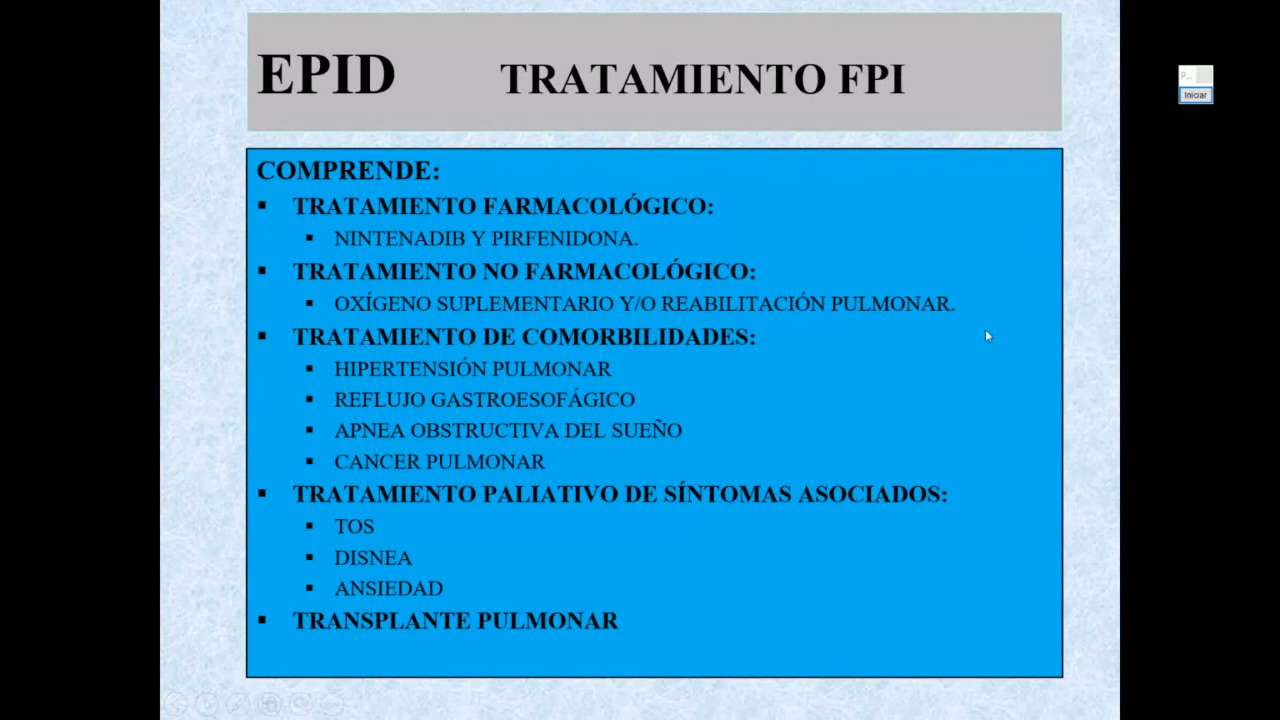 EPID TRATAMIENTO FPI
P...
Iniciar
COMPRENDE:
▪ TRATAMIENTO FARMACOLÓGICO:
▪ NINTENADIB Y PIRFENIDONA.
▪ TRATAMIENTO NO FARMACOLÓGICO:
▪ OXÍGENO SUPLEMENTARIO Y/O REABILITACIÓN PULMONAR.
▪ TRATAMIENTO DE COMORBILIDADES:
▪ HIPERTENSIÓN PULMONAR
▪ REFLUJO GASTROESOFÁGICO
▪ APNEA OBSTRUCTIVA DEL SUEÑO
▪ CANCER PULMONAR
▪ TRATAMIENTO PALIATIVO DE SÍNTOMAS ASOCIADOS:
▪ TOS
▪ DISNEA
▪ ANSIEDAD
▪ TRANSPLANTE PULMONAR